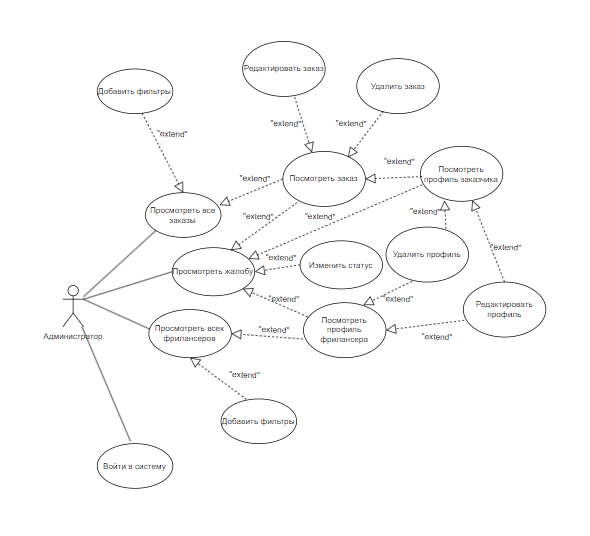 Редактировать заказ
Удалить заказ
Добавить фильтры
"extend"
"extend"
"extend"
"extend"
Посмотреть
профиль заказчика
Посмотреть заказ
"extend"
Просмотреть все
заказы
"extend"
"extend"
"extend"
"extend"
"extend"
Удалить профиль
Просмотреть жалобу
Изменить статус
"extend"
"extend"
Редактировать
профиль
Администратор
Просмотреть всех
фрилансеров
"extend"
Посмотреть
профиль
фрилансера
"extend"
"extend"
Добавить фильтры
Войти в систему